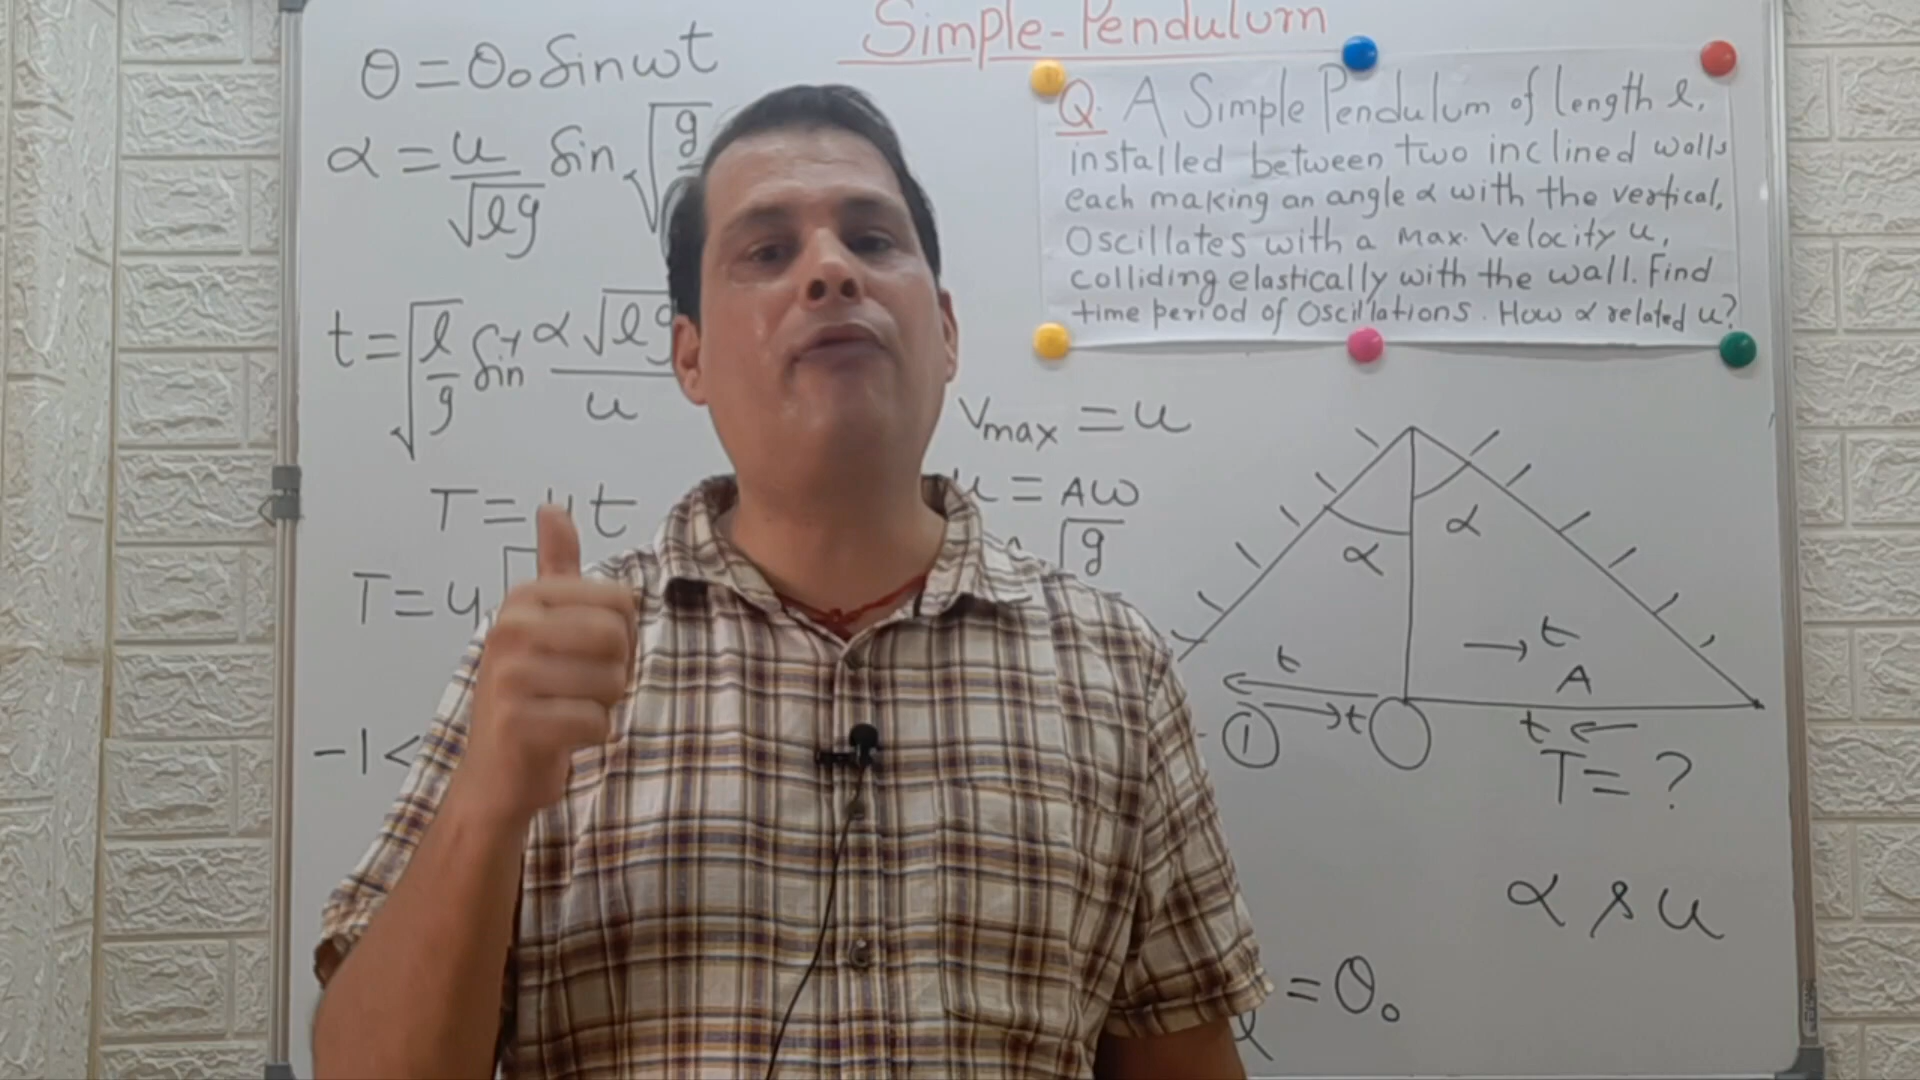 Simple-Pendulum
θ = θ₀ Sinωt
α = u/√lg Sin √g
t = √l/g Sin⁻¹ α√lg/u
T = 4t
T = 4
-1 <
Q. A Simple Pendulum of length l,
installed between two inclined walls
each making an angle α with the vertical,
Oscillates with a max. velocity u,
colliding elastically with the wall. Find
time period of oscillations. How α related u?
Vmax = u
u = Aω
√g
α
α
t
t
A
t
t
①
T = ?
α & u
l = θ₀